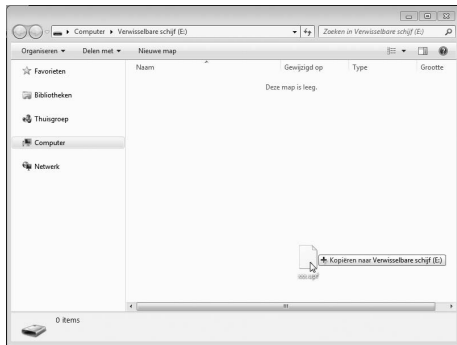 Computer ▸ Verwisselbare schijf (E:)
Zoeken in Verwisselbare schijf (E:)
Organiseren Delen met Nieuwe map
Naam Gewijzigd op Type Grootte
Favorieten
Deze map is leeg.
Bibliotheken
Thuisgroep
Computer
Netwerk
Kopiëren naar Verwisselbare schijf (E:)
0 items